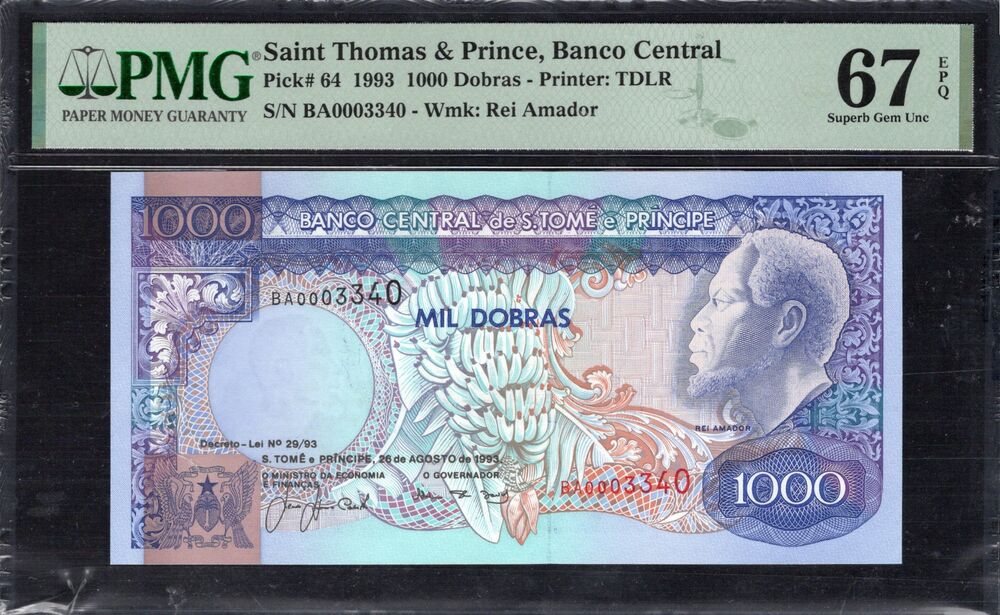 PMG®
PAPER MONEY GUARANTY
Saint Thomas & Prince, Banco Central
Pick# 64 1993 1000 Dobras - Printer: TDLR
S/N BA0003340 - Wmk: Rei Amador
67 EPQ
Superb Gem Unc
1000
BANCO CENTRAL de S.TOMÉ e PRÍNCIPE
BA0003340
MIL DOBRAS
REI AMADOR
Decreto-Lei Nº 29/93
S. TOMÉ e PRÍNCIPE, 26 de AGOSTO de 1993
O MINISTRO DA ECONOMIA
E FINANÇAS
O GOVERNADOR
BA0003340
1000